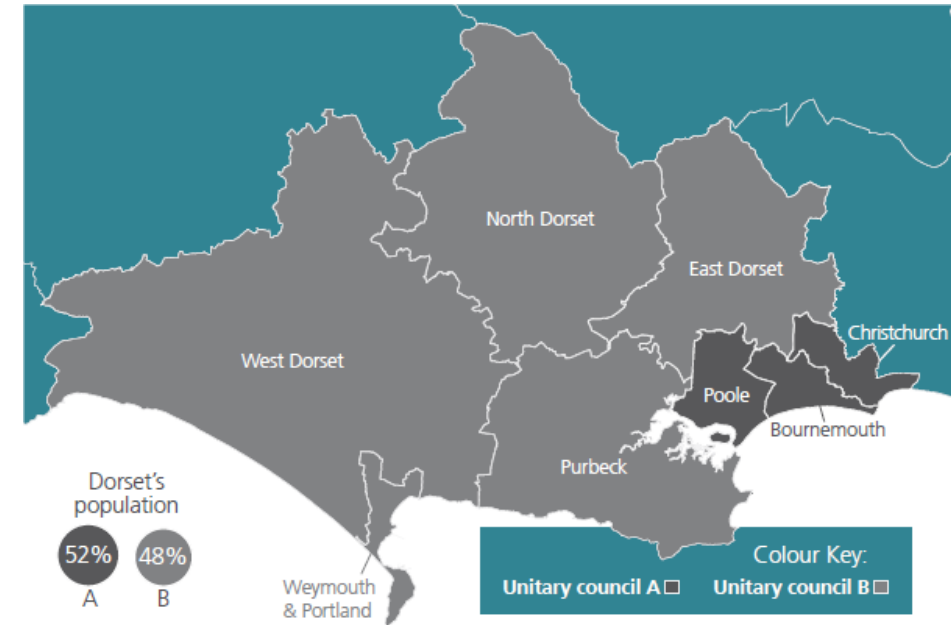 North Dorset
East Dorset
Christchurch
West Dorset
Poole
Bournemouth
Purbeck
Dorset's
population
52% 48%
A B
Weymouth
& Portland
Colour Key:
Unitary council A Unitary council B